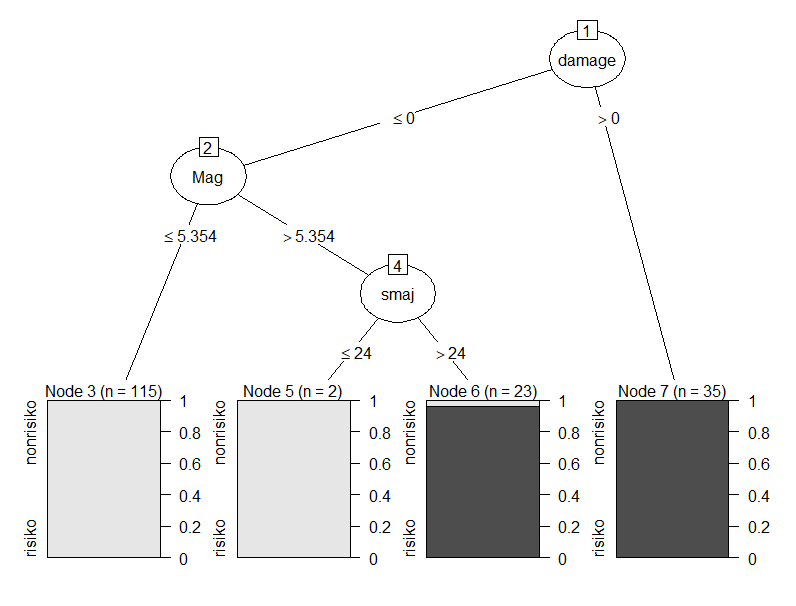 1
damage
≤ 0
> 0
2
Mag
≤ 5.354
> 5.354
4
smaj
≤ 24
> 24
Node 3 (n = 115)
nonrisiko
risiko
1
0.8
0.6
0.4
0.2
0
Node 5 (n = 2)
nonrisiko
risiko
1
0.8
0.6
0.4
0.2
0
Node 6 (n = 23)
nonrisiko
risiko
1
0.8
0.6
0.4
0.2
0
Node 7 (n = 35)
nonrisiko
risiko
1
0.8
0.6
0.4
0.2
0